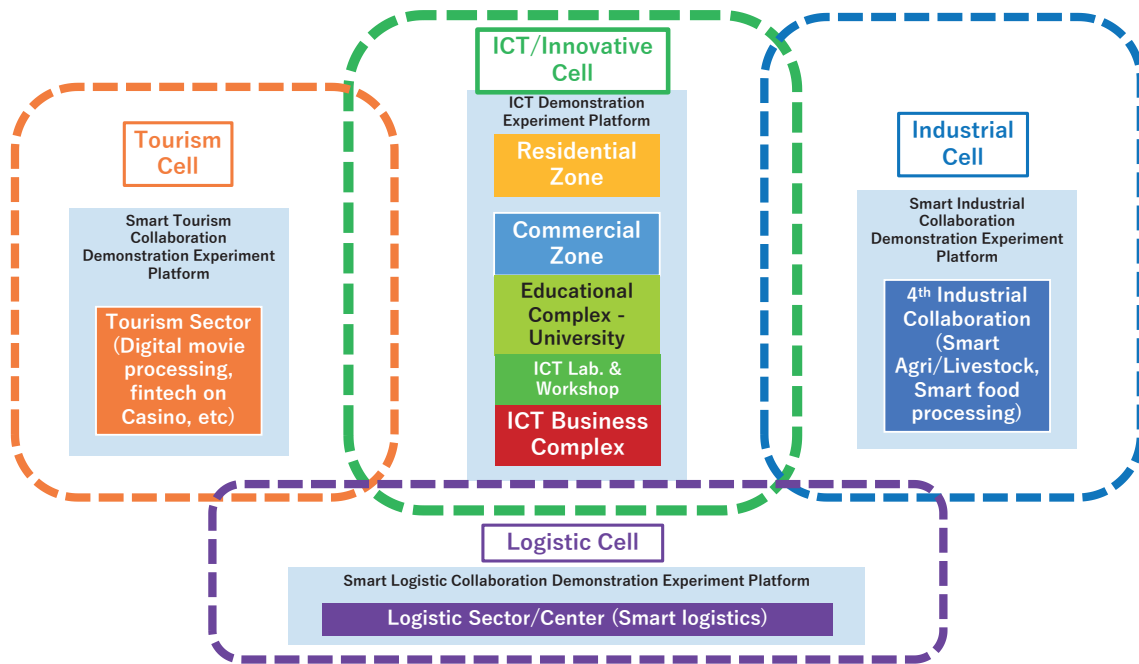 Tourism
Cell
Smart Tourism
Collaboration
Demonstration Experiment
Platform
Tourism Sector
(Digital movie
processing,
fintech on
Casino, etc)
ICT/Innovative
Cell
ICT Demonstration
Experiment Platform
Residential
Zone
Commercial
Zone
Educational
Complex -
University
ICT Lab. &
Workshop
ICT Business
Complex
Industrial
Cell
Smart Industrial
Collaboration
Demonstration Experiment
Platform
4th Industrial
Collaboration
(Smart
Agri/Livestock,
Smart food
processing)
Logistic Cell
Smart Logistic Collaboration Demonstration Experiment Platform
Logistic Sector/Center (Smart logistics)